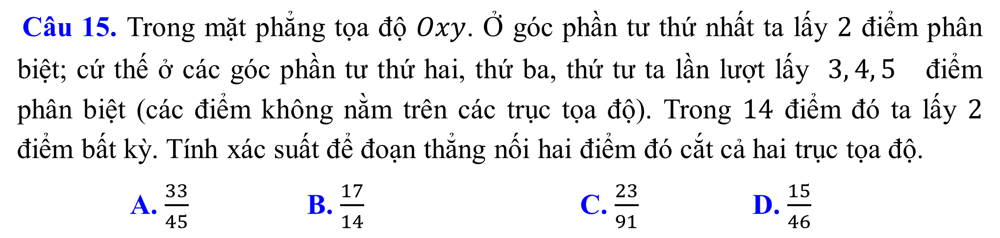 Câu 15. Trong mặt phẳng tọa độ Oxy. Ở góc phần tư thứ nhất ta lấy 2 điểm phân
biệt; cứ thế ở các góc phần tư thứ hai, thứ ba, thứ tư ta lần lượt lấy 3, 4, 5 điểm
phân biệt (các điểm không nằm trên các trục tọa độ). Trong 14 điểm đó ta lấy 2
điểm bất kỳ. Tính xác suất để đoạn thẳng nối hai điểm đó cắt cả hai trục tọa độ.
A. 33/45 B. 17/14 C. 23/91 D. 15/46